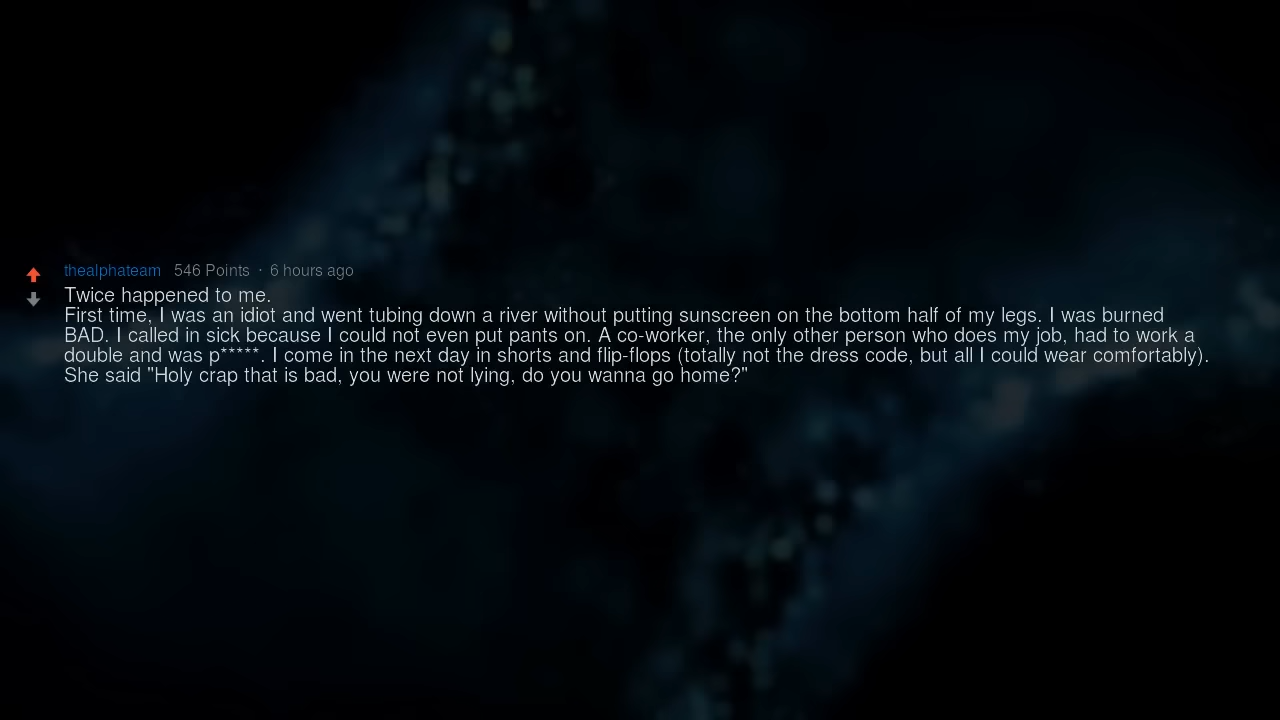 thealphateam 546 Points · 6 hours ago
Twice happened to me.
First time, I was an idiot and went tubing down a river without putting sunscreen on the bottom half of my legs. I was burned
BAD. I called in sick because I could not even put pants on. A co-worker, the only other person who does my job, had to work a
double and was p*****. I come in the next day in shorts and flip-flops (totally not the dress code, but all I could wear comfortably).
She said "Holy crap that is bad, you were not lying, do you wanna go home?"